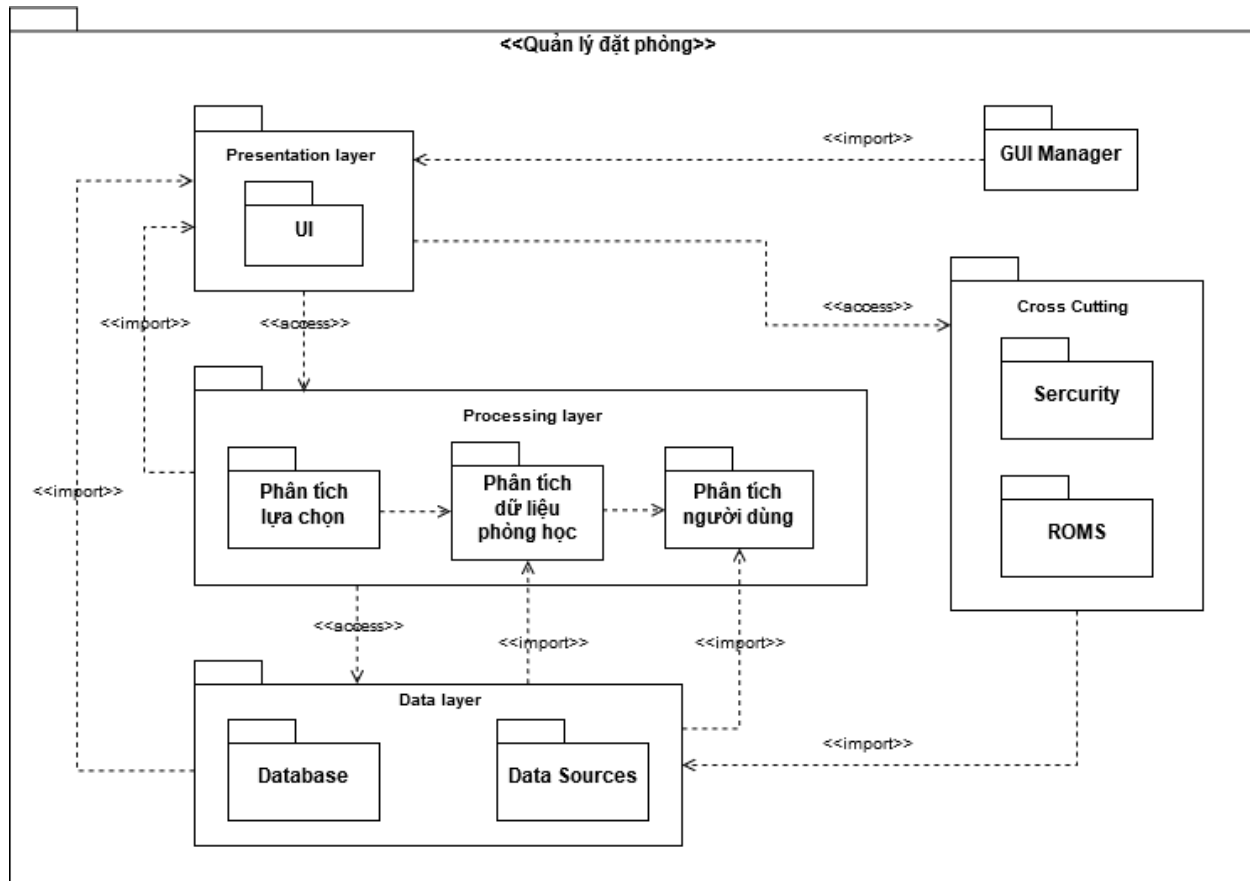 <<Quản lý đặt phòng>>
Presentation layer
UI
<<import>>
GUI Manager
<<import>>
<<access>>
<<access>>
Cross Cutting
Sercurity
ROMS
Processing layer
Phân tích
lựa chọn
Phân tích
dữ liệu
phòng học
Phân tích
người dùng
<<import>>
<<access>>
<<import>>
<<import>>
<<import>>
Data layer
Database
Data Sources